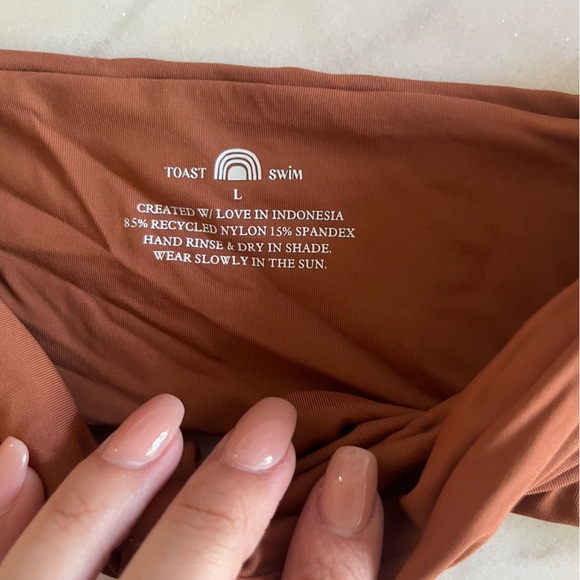 TOAST SWiM
L
CREATED W/ LOVE IN INDONESIA
85% RECYCLED NYLON 15% SPANDEX
HAND RINSE & DRY IN SHADE.
WEAR SLOWLY IN THE SUN.